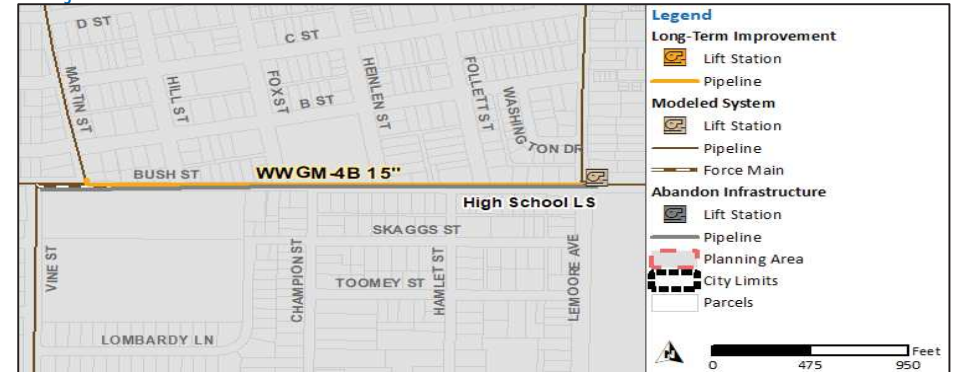 D ST
C ST
MARTIN ST
HILL ST
FOX ST
B ST
HEINLEN ST
FOLLETT ST
WASHINGTON DR
BUSH ST
WWGM-4B 15"
High School LS
SKAGGS ST
VINE ST
CHAMPION ST
TOOMEY ST
HAMLET ST
LEMOORE AVE
LOMBARDY LN
Legend
Long-Term Improvement
Lift Station
Pipeline
Modeled System
Lift Station
Pipeline
Force Main
Abandon Infrastructure
Lift Station
Pipeline
Planning Area
City Limits
Parcels
Feet
0 475 950